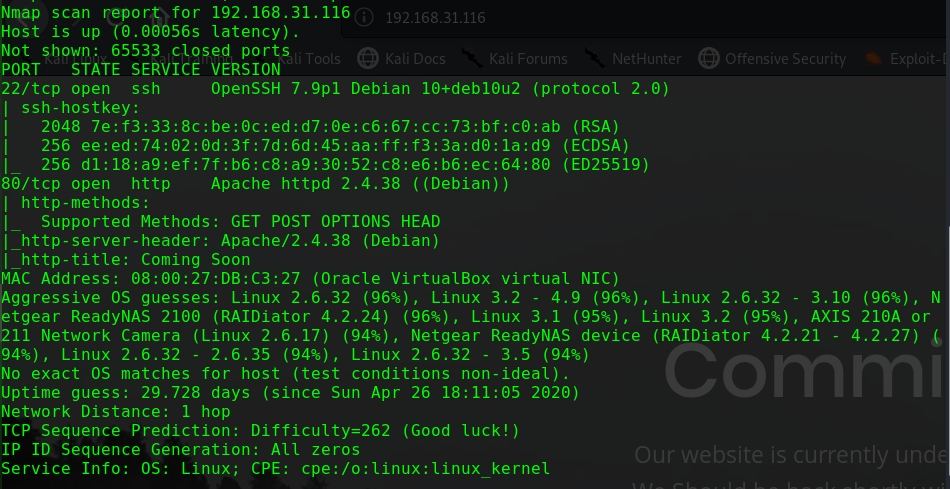 Nmap scan report for 192.168.31.116
192.168.31.116
Host is up (0.00056s latency).
Not shown: 65533 closed ports
Kali Tools Kali Docs Kali Forums NetHunter Offensive Security Exploit-D
PORT   STATE SERVICE VERSION
22/tcp open  ssh     OpenSSH 7.9p1 Debian 10+deb10u2 (protocol 2.0)
| ssh-hostkey:
|   2048 7e:f3:33:8c:be:0c:ed:d7:0e:c6:67:cc:73:bf:c0:ab (RSA)
|   256 ee:ed:74:02:0d:3f:7d:6d:45:aa:ff:f3:3a:d0:1a:d9 (ECDSA)
|_  256 d1:18:a9:ef:7f:b6:c8:a9:30:52:c8:e6:b6:ec:64:80 (ED25519)
80/tcp open  http    Apache httpd 2.4.38 ((Debian))
| http-methods:
|_  Supported Methods: GET POST OPTIONS HEAD
|_http-server-header: Apache/2.4.38 (Debian)
|_http-title: Coming Soon
MAC Address: 08:00:27:DB:C3:27 (Oracle VirtualBox virtual NIC)
Aggressive OS guesses: Linux 2.6.32 (96%), Linux 3.2 - 4.9 (96%), Linux 2.6.32 - 3.10 (96%), N
etgear ReadyNAS 2100 (RAIDiator 4.2.24) (96%), Linux 3.1 (95%), Linux 3.2 (95%), AXIS 210A or
211 Network Camera (Linux 2.6.17) (94%), Netgear ReadyNAS device (RAIDiator 4.2.21 - 4.2.27) (
94%), Linux 2.6.32 - 2.6.35 (94%), Linux 2.6.32 - 3.5 (94%)
Commi
No exact OS matches for host (test conditions non-ideal).
Uptime guess: 29.728 days (since Sun Apr 26 18:11:05 2020)
Network Distance: 1 hop
TCP Sequence Prediction: Difficulty=262 (Good luck!)
IP ID Sequence Generation: All zeros
Our website is currently unde
Service Info: OS: Linux; CPE: cpe:/o:linux:linux_kernel